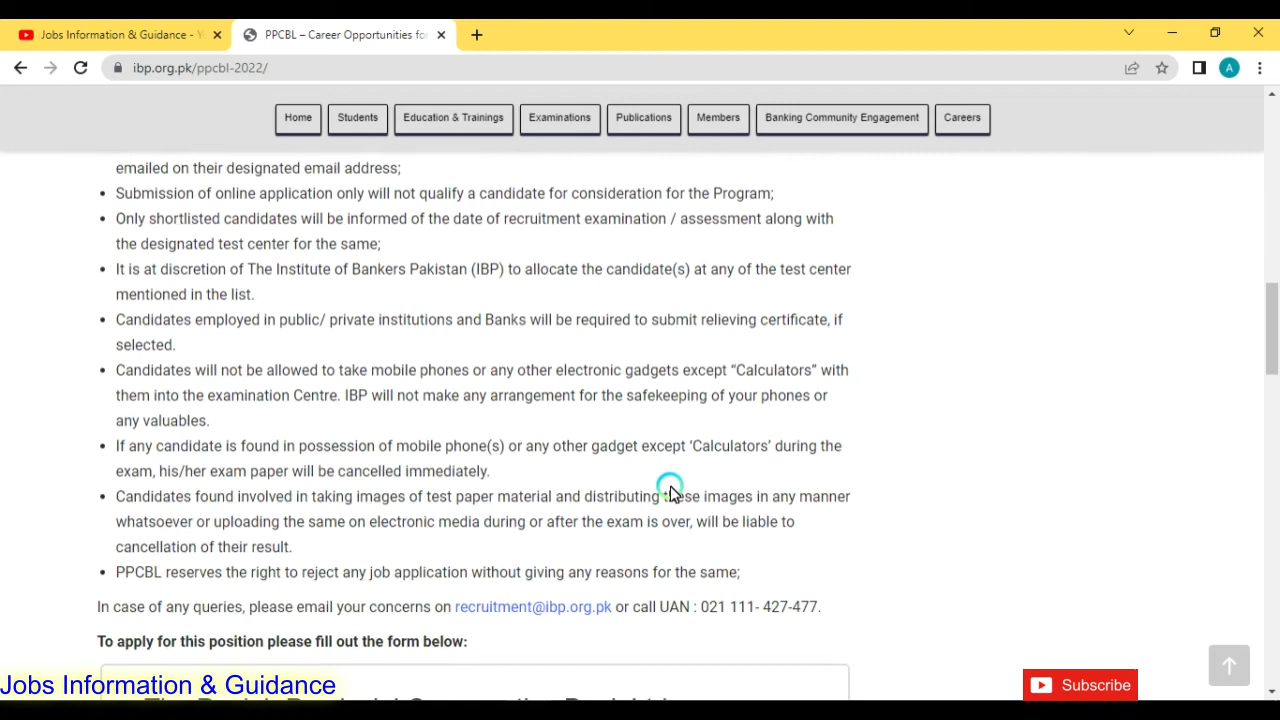 Jobs Information & Guidance - Y
PPCBL – Career Opportunities for
ibp.org.pk/ppcbl-2022/
A
Home
Students
Education & Trainings
Examinations
Publications
Members
Banking Community Engagement
Careers
emailed on their designated email address;
Submission of online application only will not qualify a candidate for consideration for the Program;
Only shortlisted candidates will be informed of the date of recruitment examination / assessment along with
the designated test center for the same;
It is at discretion of The Institute of Bankers Pakistan (IBP) to allocate the candidate(s) at any of the test center
mentioned in the list.
Candidates employed in public/ private institutions and Banks will be required to submit relieving certificate, if
selected.
Candidates will not be allowed to take mobile phones or any other electronic gadgets except “Calculators” with
them into the examination Centre. IBP will not make any arrangement for the safekeeping of your phones or
any valuables.
If any candidate is found in possession of mobile phone(s) or any other gadget except ‘Calculators’ during the
exam, his/her exam paper will be cancelled immediately.
Candidates found involved in taking images of test paper material and distributing these images in any manner
whatsoever or uploading the same on electronic media during or after the exam is over, will be liable to
cancellation of their result.
PPCBL reserves the right to reject any job application without giving any reasons for the same;
In case of any queries, please email your concerns on recruitment@ibp.org.pk or call UAN : 021 111- 427-477.
To apply for this position please fill out the form below:
Jobs Information & Guidance
Subscribe